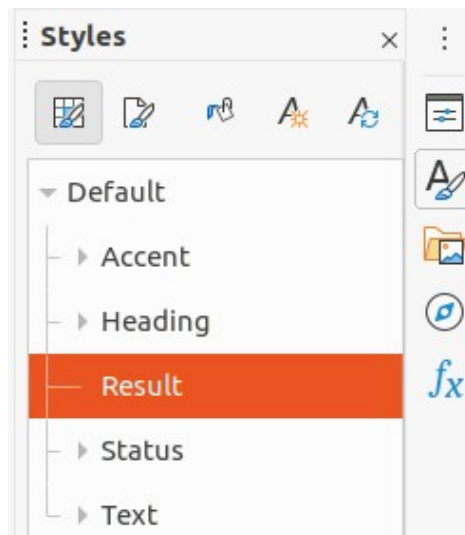 Styles
Default
Accent
Heading
Result
Status
Text